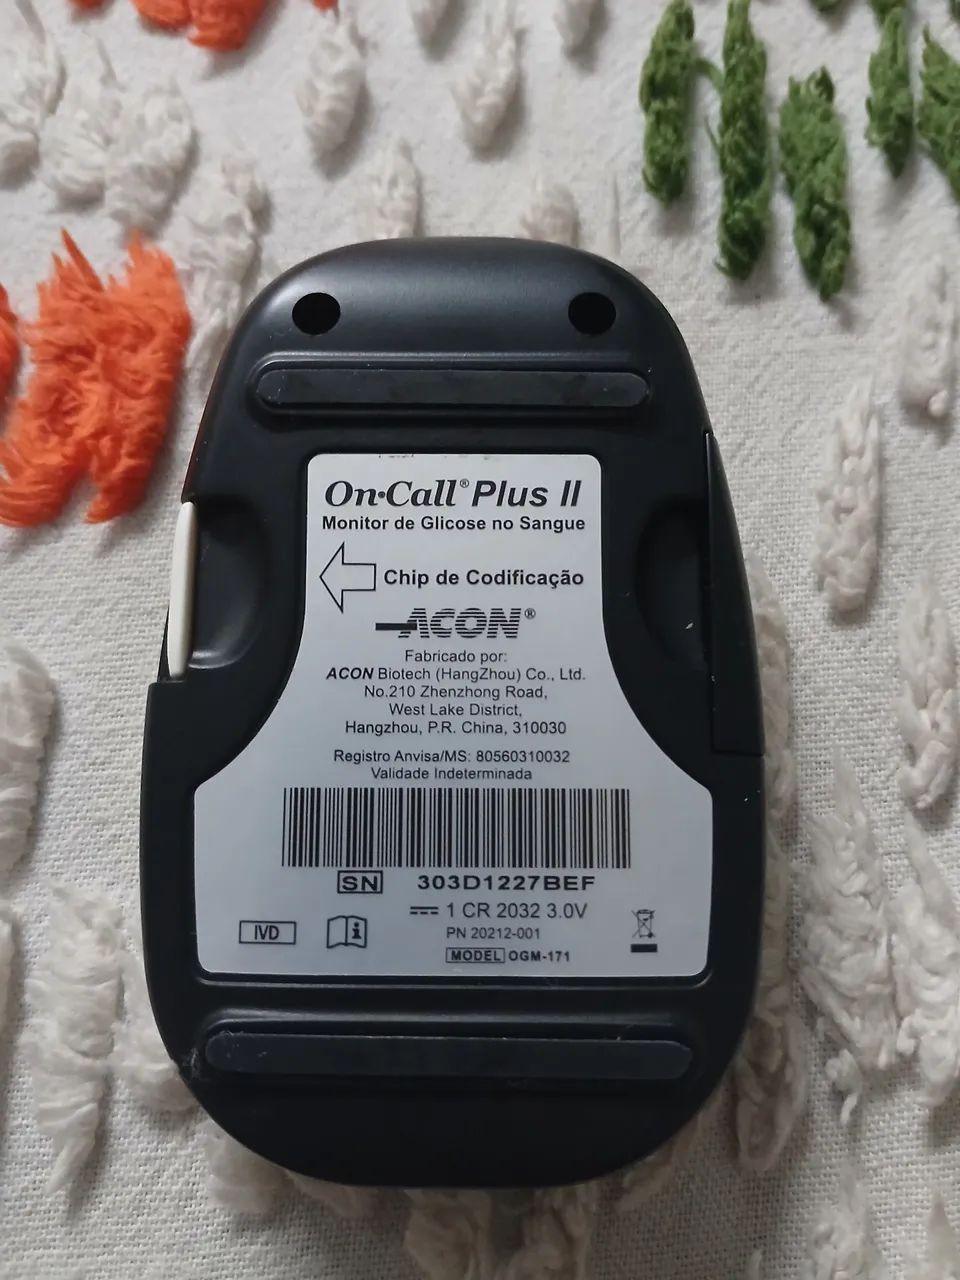 On•Call® Plus II
Monitor de Glicose no Sangue
Chip de Codificação
ACON®
Fabricado por:
ACON Biotech (HangZhou) Co., Ltd.
No.210 Zhenzhong Road,
West Lake District,
Hangzhou, P.R. China, 310030
Registro Anvisa/MS: 80560310032
Validade Indeterminada
SN 303D1227BEF
1 CR 2032 3.0V
IVD
PN 20212-001
MODEL OGM-171